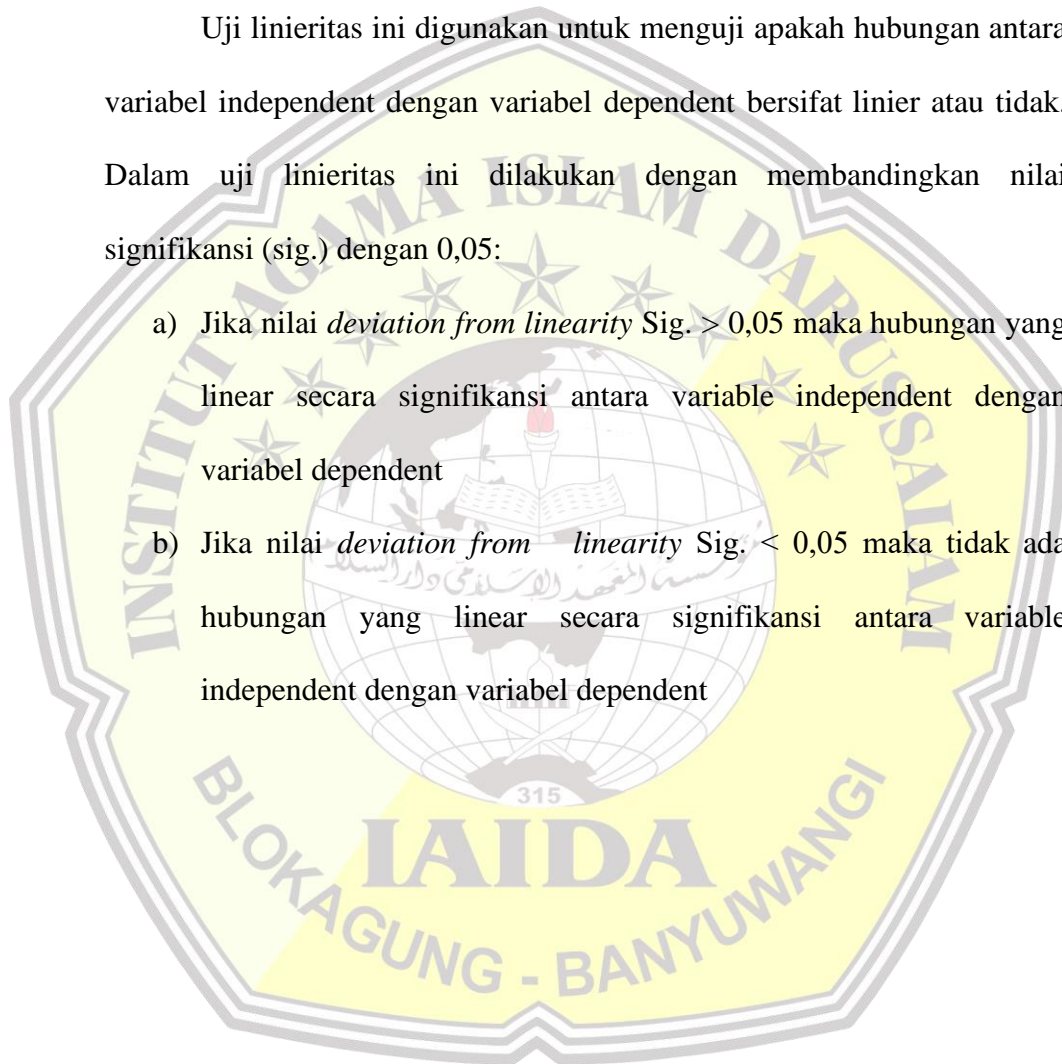 Uji linieritas ini digunakan untuk menguji apakah hubungan antara
variabel independent dengan variabel dependent bersifat linier atau tidak.
Dalam uji linieritas ini dilakukan dengan membandingkan nilai
signifikansi (sig.) dengan 0,05:
a) Jika nilai deviation from linearity Sig. > 0,05 maka hubungan yang
linear secara signifikansi antara variable independent dengan
variabel dependent
b) Jika nilai deviation from linearity Sig. < 0,05 maka tidak ada
hubungan yang linear secara signifikansi antara variable
independent dengan variabel dependent
INSTITUT AGAMA ISLAM DARUSSALAM
315
IAIDA
BLOKAGUNG - BANYUWANGI